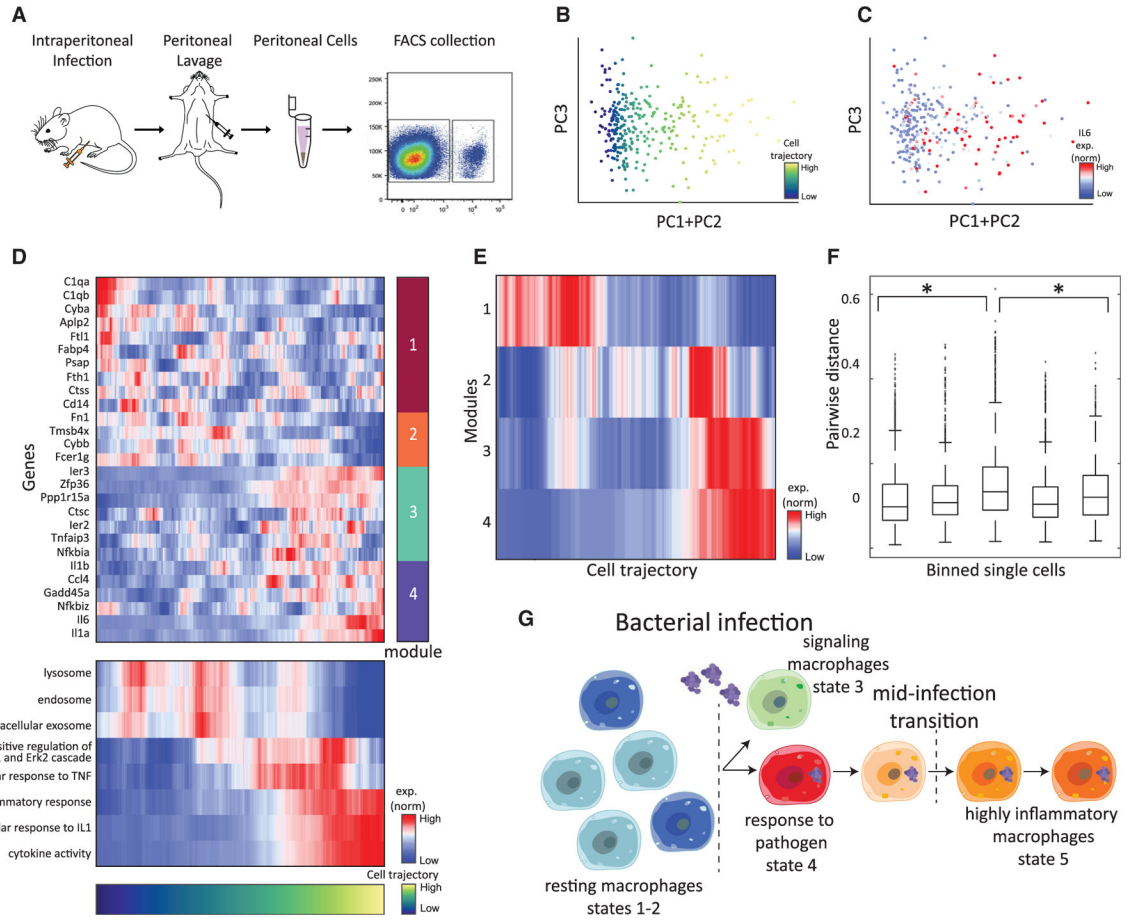 A
Intraperitoneal
Infection
Peritoneal
Lavage
Peritoneal Cells
FACS collection
250K
200K
150K
100K
50K
0
10²
10³
10⁴
10⁵
B
PC3
PC1+PC2
Cell
trajectory
High
Low
C
PC3
PC1+PC2
IL6
exp.
(norm)
High
Low
D
Genes
C1qa
C1qb
Cyba
Aplp2
Ftl1
Fabp4
Psap
Fth1
Ctss
Cd14
Fn1
Tmsb4x
Cybb
Fcer1g
Ier3
Zfp36
Ppp1r15a
Ctsc
Ier2
Tnfaip3
Nfkbia
Il1b
Ccl4
Gadd45a
Nfkbiz
Il6
Il1a
1
2
3
4
module
lysosome
endosome
acellular exosome
sitive regulation of
and Erk2 cascade
ar response to TNF
mmatory response
lar response to IL1
cytokine activity
exp.
(norm)
High
Low
Cell trajectory
High
Low
E
Modules
1
2
3
4
Cell trajectory
exp.
(norm)
High
Low
F
Pairwise distance
0.6
0.4
0.2
0
*
*
Binned single cells
G
Bacterial infection
signaling
macrophages
state 3
mid-infection
transition
response to
pathogen
state 4
highly inflammatory
macrophages
state 5
resting macrophages
states 1-2